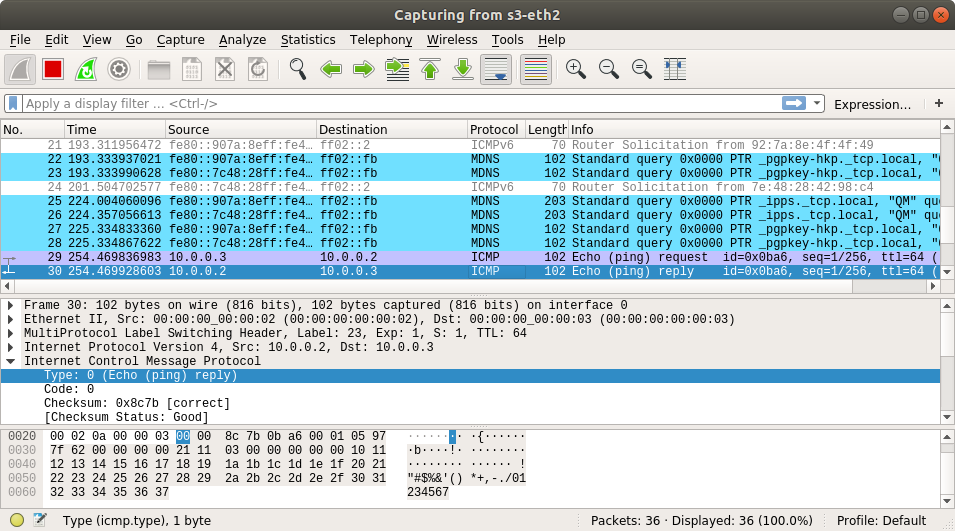 Capturing from s3-eth2
File Edit View Go Capture Analyze Statistics Telephony Wireless Tools Help
Apply a display filter ... <Ctrl-/> Expression... +
No. Time Source Destination Protocol Length Info
21 193.311956472 fe80::907a:8eff:fe4… ff02::2 ICMPv6 70 Router Solicitation from 92:7a:8e:4f:4f:49
22 193.333937021 fe80::907a:8eff:fe4… ff02::fb MDNS 102 Standard query 0x0000 PTR _pgpkey-hkp._tcp.local, "
23 193.333990628 fe80::7c48:28ff:fe4… ff02::fb MDNS 102 Standard query 0x0000 PTR _pgpkey-hkp._tcp.local, "
24 201.504702577 fe80::7c48:28ff:fe4… ff02::2 ICMPv6 70 Router Solicitation from 7e:48:28:42:98:c4
25 224.004060096 fe80::907a:8eff:fe4… ff02::fb MDNS 203 Standard query 0x0000 PTR _ipps._tcp.local, "QM" qu
26 224.357056613 fe80::7c48:28ff:fe4… ff02::fb MDNS 203 Standard query 0x0000 PTR _ipps._tcp.local, "QM" qu
27 225.334833360 fe80::907a:8eff:fe4… ff02::fb MDNS 102 Standard query 0x0000 PTR _pgpkey-hkp._tcp.local, "
28 225.334867622 fe80::7c48:28ff:fe4… ff02::fb MDNS 102 Standard query 0x0000 PTR _pgpkey-hkp._tcp.local, "
29 254.469836983 10.0.0.3 10.0.0.2 ICMP 102 Echo (ping) request id=0x0ba6, seq=1/256, ttl=64 (
30 254.469928603 10.0.0.2 10.0.0.3 ICMP 102 Echo (ping) reply id=0x0ba6, seq=1/256, ttl=64 (
Frame 30: 102 bytes on wire (816 bits), 102 bytes captured (816 bits) on interface 0
Ethernet II, Src: 00:00:00_00:00:02 (00:00:00:00:00:02), Dst: 00:00:00_00:00:03 (00:00:00:00:00:03)
MultiProtocol Label Switching Header, Label: 23, Exp: 1, S: 1, TTL: 64
Internet Protocol Version 4, Src: 10.0.0.2, Dst: 10.0.0.3
Internet Control Message Protocol
Type: 0 (Echo (ping) reply)
Code: 0
Checksum: 0x8c7b [correct]
[Checksum Status: Good]
0020 00 02 0a 00 00 03 00 00 8c 7b 0b a6 00 01 05 97 ········ ·{······
0030 7f 62 00 00 00 00 21 11 03 00 00 00 00 00 10 11 ·b····!· ········
0040 12 13 14 15 16 17 18 19 1a 1b 1c 1d 1e 1f 20 21 ········ ······ !
0050 22 23 24 25 26 27 28 29 2a 2b 2c 2d 2e 2f 30 31 "#$%&'() *+,-./01
0060 32 33 34 35 36 37 234567
Type (icmp.type), 1 byte Packets: 36 · Displayed: 36 (100.0%) Profile: Default